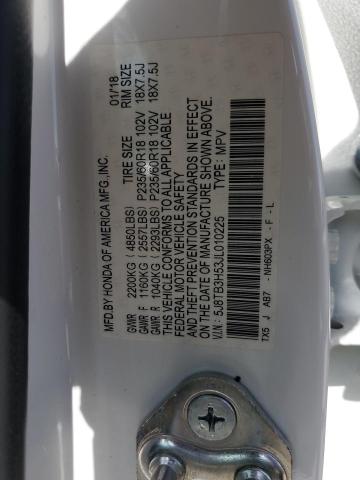 MFD.BY HONDA OF AMERICA MFG.,INC. 01/18
TIRE SIZE RIM SIZE
GVWR 2200KG (4850LBS)
GAWR F 1160KG (2557LBS) P235/60R18 102V 18X7.5J
GAWR R 1040KG (2293LBS) P235/60R18 102V 18X7.5J
THIS VEHICLE CONFORMS TO ALL APPLICABLE
FEDERAL MOTOR VEHICLE SAFETY
AND THEFT PREVENTION STANDARDS IN EFFECT
ON THE DATE OF MANUFACTURE SHOWN ABOVE.
V.I.N.: 5J8TB3H53JL010225 TYPE: MPV
TX5 J AB7 - NH603PX - F - L